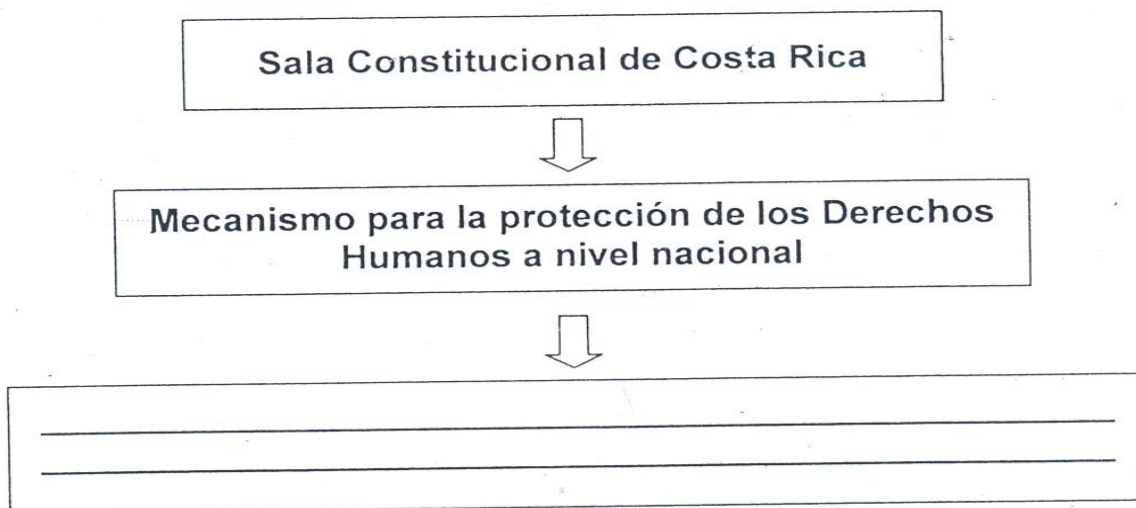 Sala Constitucional de Costa Rica
Mecanismo para la protección de los Derechos
Humanos a nivel nacional